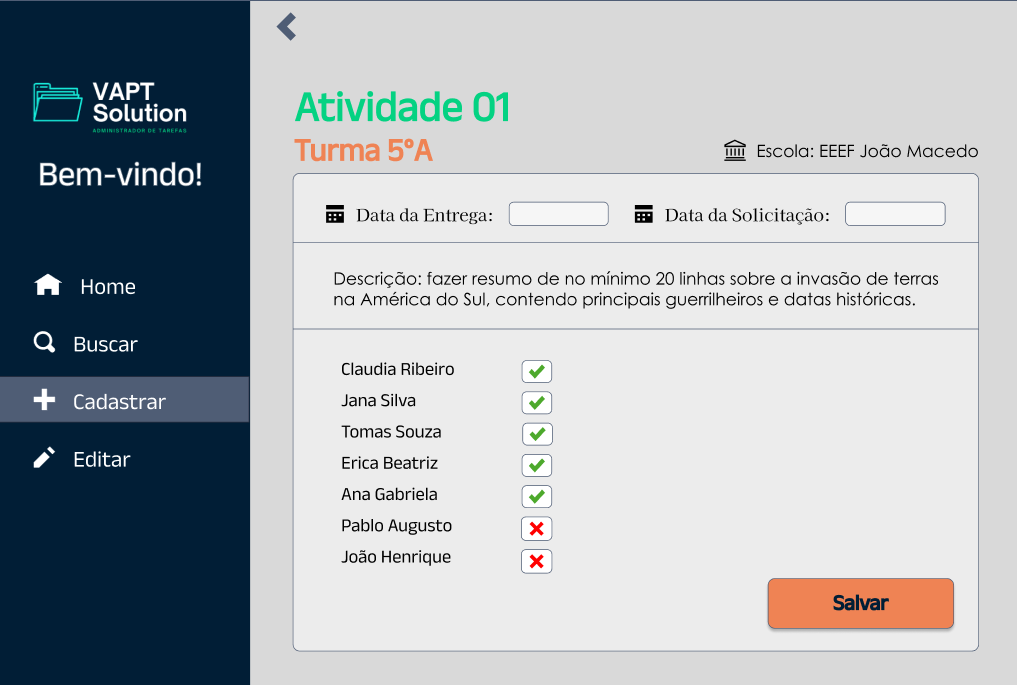 VAPT
Solution
ADMINISTRADOR DE TAREFAS
Bem-vindo!
Home
Buscar
Cadastrar
Editar
Atividade 01
Turma 5°A
Escola: EEEF João Macedo
Data da Entrega:
Data da Solicitação:
Descrição: fazer resumo de no mínimo 20 linhas sobre a invasão de terras
na América do Sul, contendo principais guerrilheiros e datas históricas.
Claudia Ribeiro
Jana Silva
Tomas Souza
Erica Beatriz
Ana Gabriela
Pablo Augusto
João Henrique
Salvar